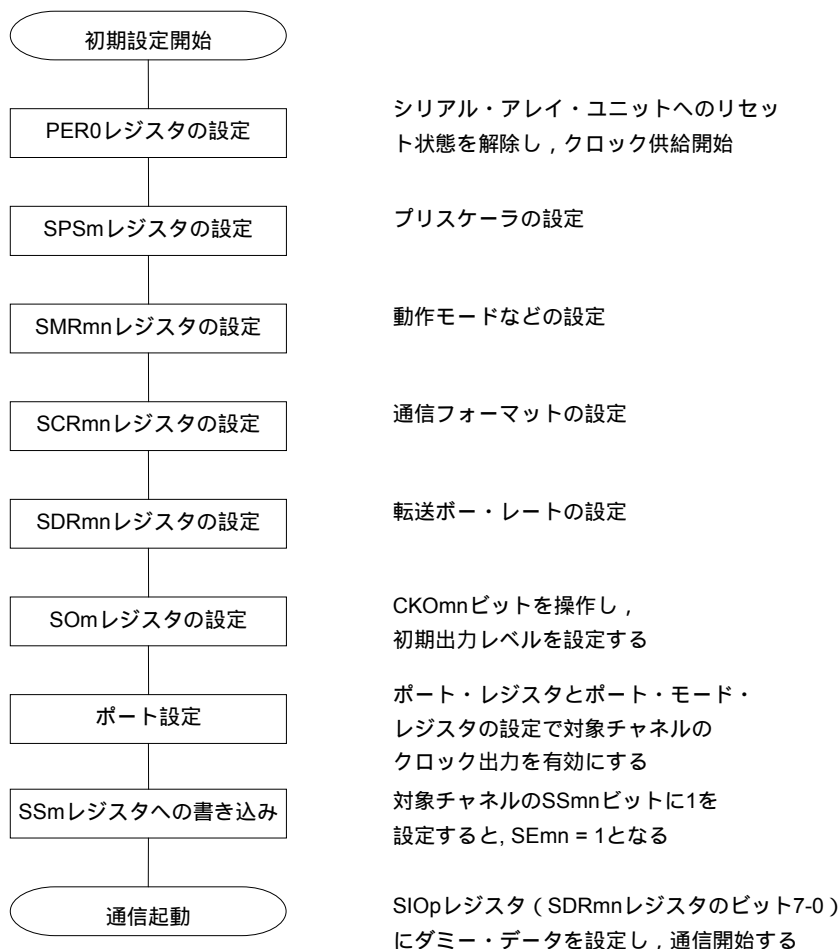 初期設定開始
PER0レジスタの設定
シリアル・アレイ・ユニットへのリセッ
ト状態を解除し，クロック供給開始
SPSmレジスタの設定
プリスケーラの設定
SMRmnレジスタの設定
動作モードなどの設定
SCRmnレジスタの設定
通信フォーマットの設定
SDRmnレジスタの設定
転送ボー・レートの設定
SOmレジスタの設定
CKOmnビットを操作し，
初期出力レベルを設定する
ポート設定
ポート・レジスタとポート・モード・
レジスタの設定で対象チャネルの
クロック出力を有効にする
SSmレジスタへの書き込み
対象チャネルのSSmnビットに1を
設定すると, SEmn = 1となる
通信起動
SIOpレジスタ（SDRmnレジスタのビット7-0）
にダミー・データを設定し，通信開始する